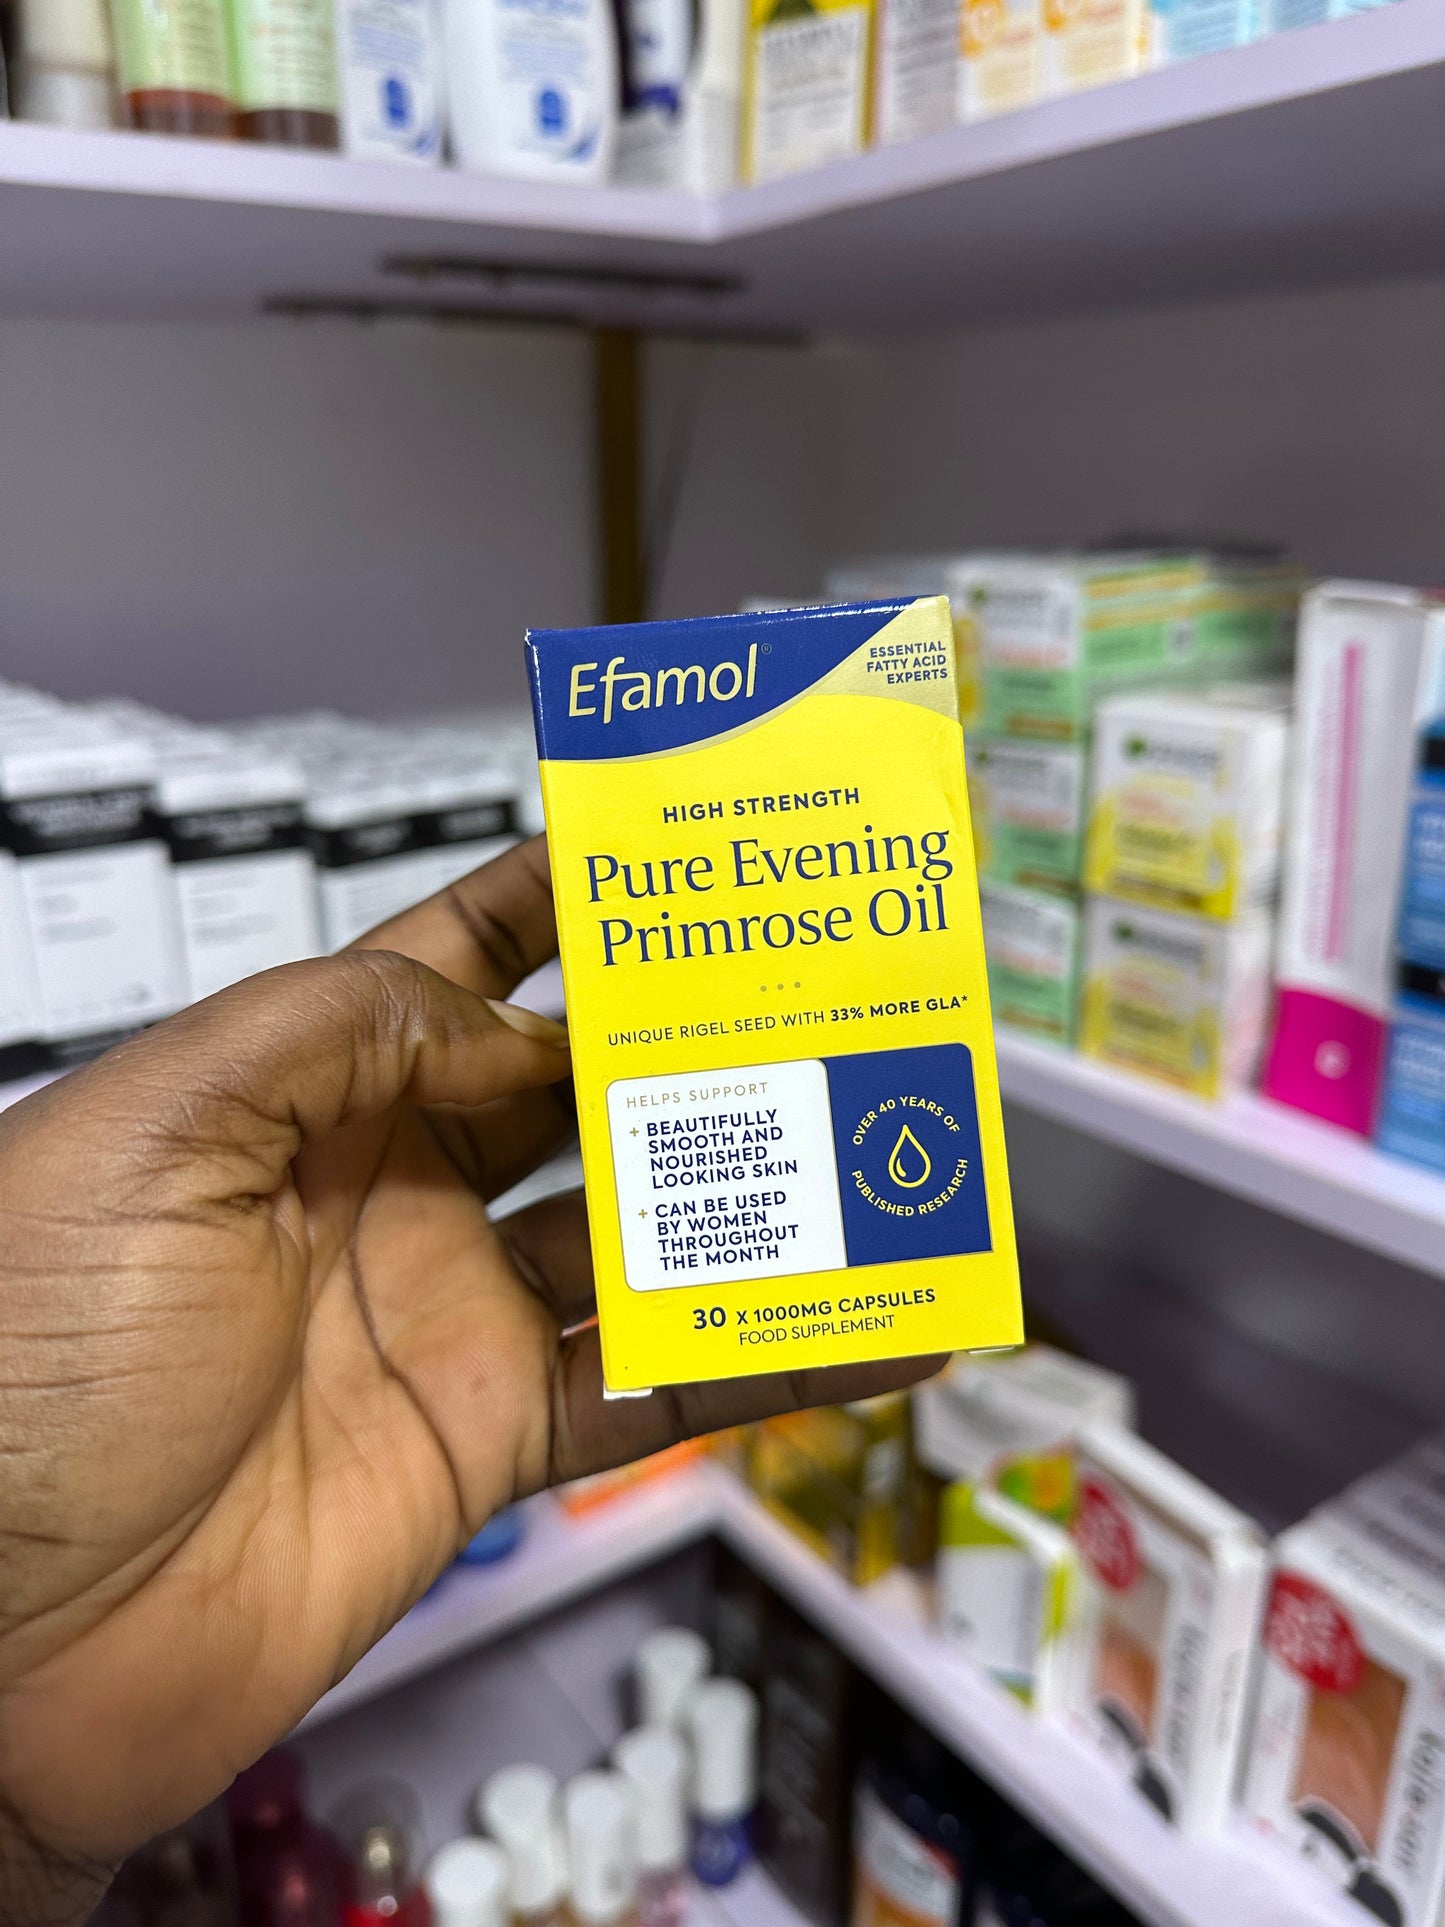 Efamol®
ESSENTIAL
FATTY ACID
EXPERTS
HIGH STRENGTH
Pure Evening
Primrose Oil
UNIQUE RIGEL SEED WITH 33% MORE GLA*
HELPS SUPPORT
+ BEAUTIFULLY
SMOOTH AND
NOURISHED
LOOKING SKIN
+ CAN BE USED
BY WOMEN
THROUGHOUT
THE MONTH
OVER 40 YEARS OF
PUBLISHED RESEARCH
30 X 1000MG CAPSULES
FOOD SUPPLEMENT